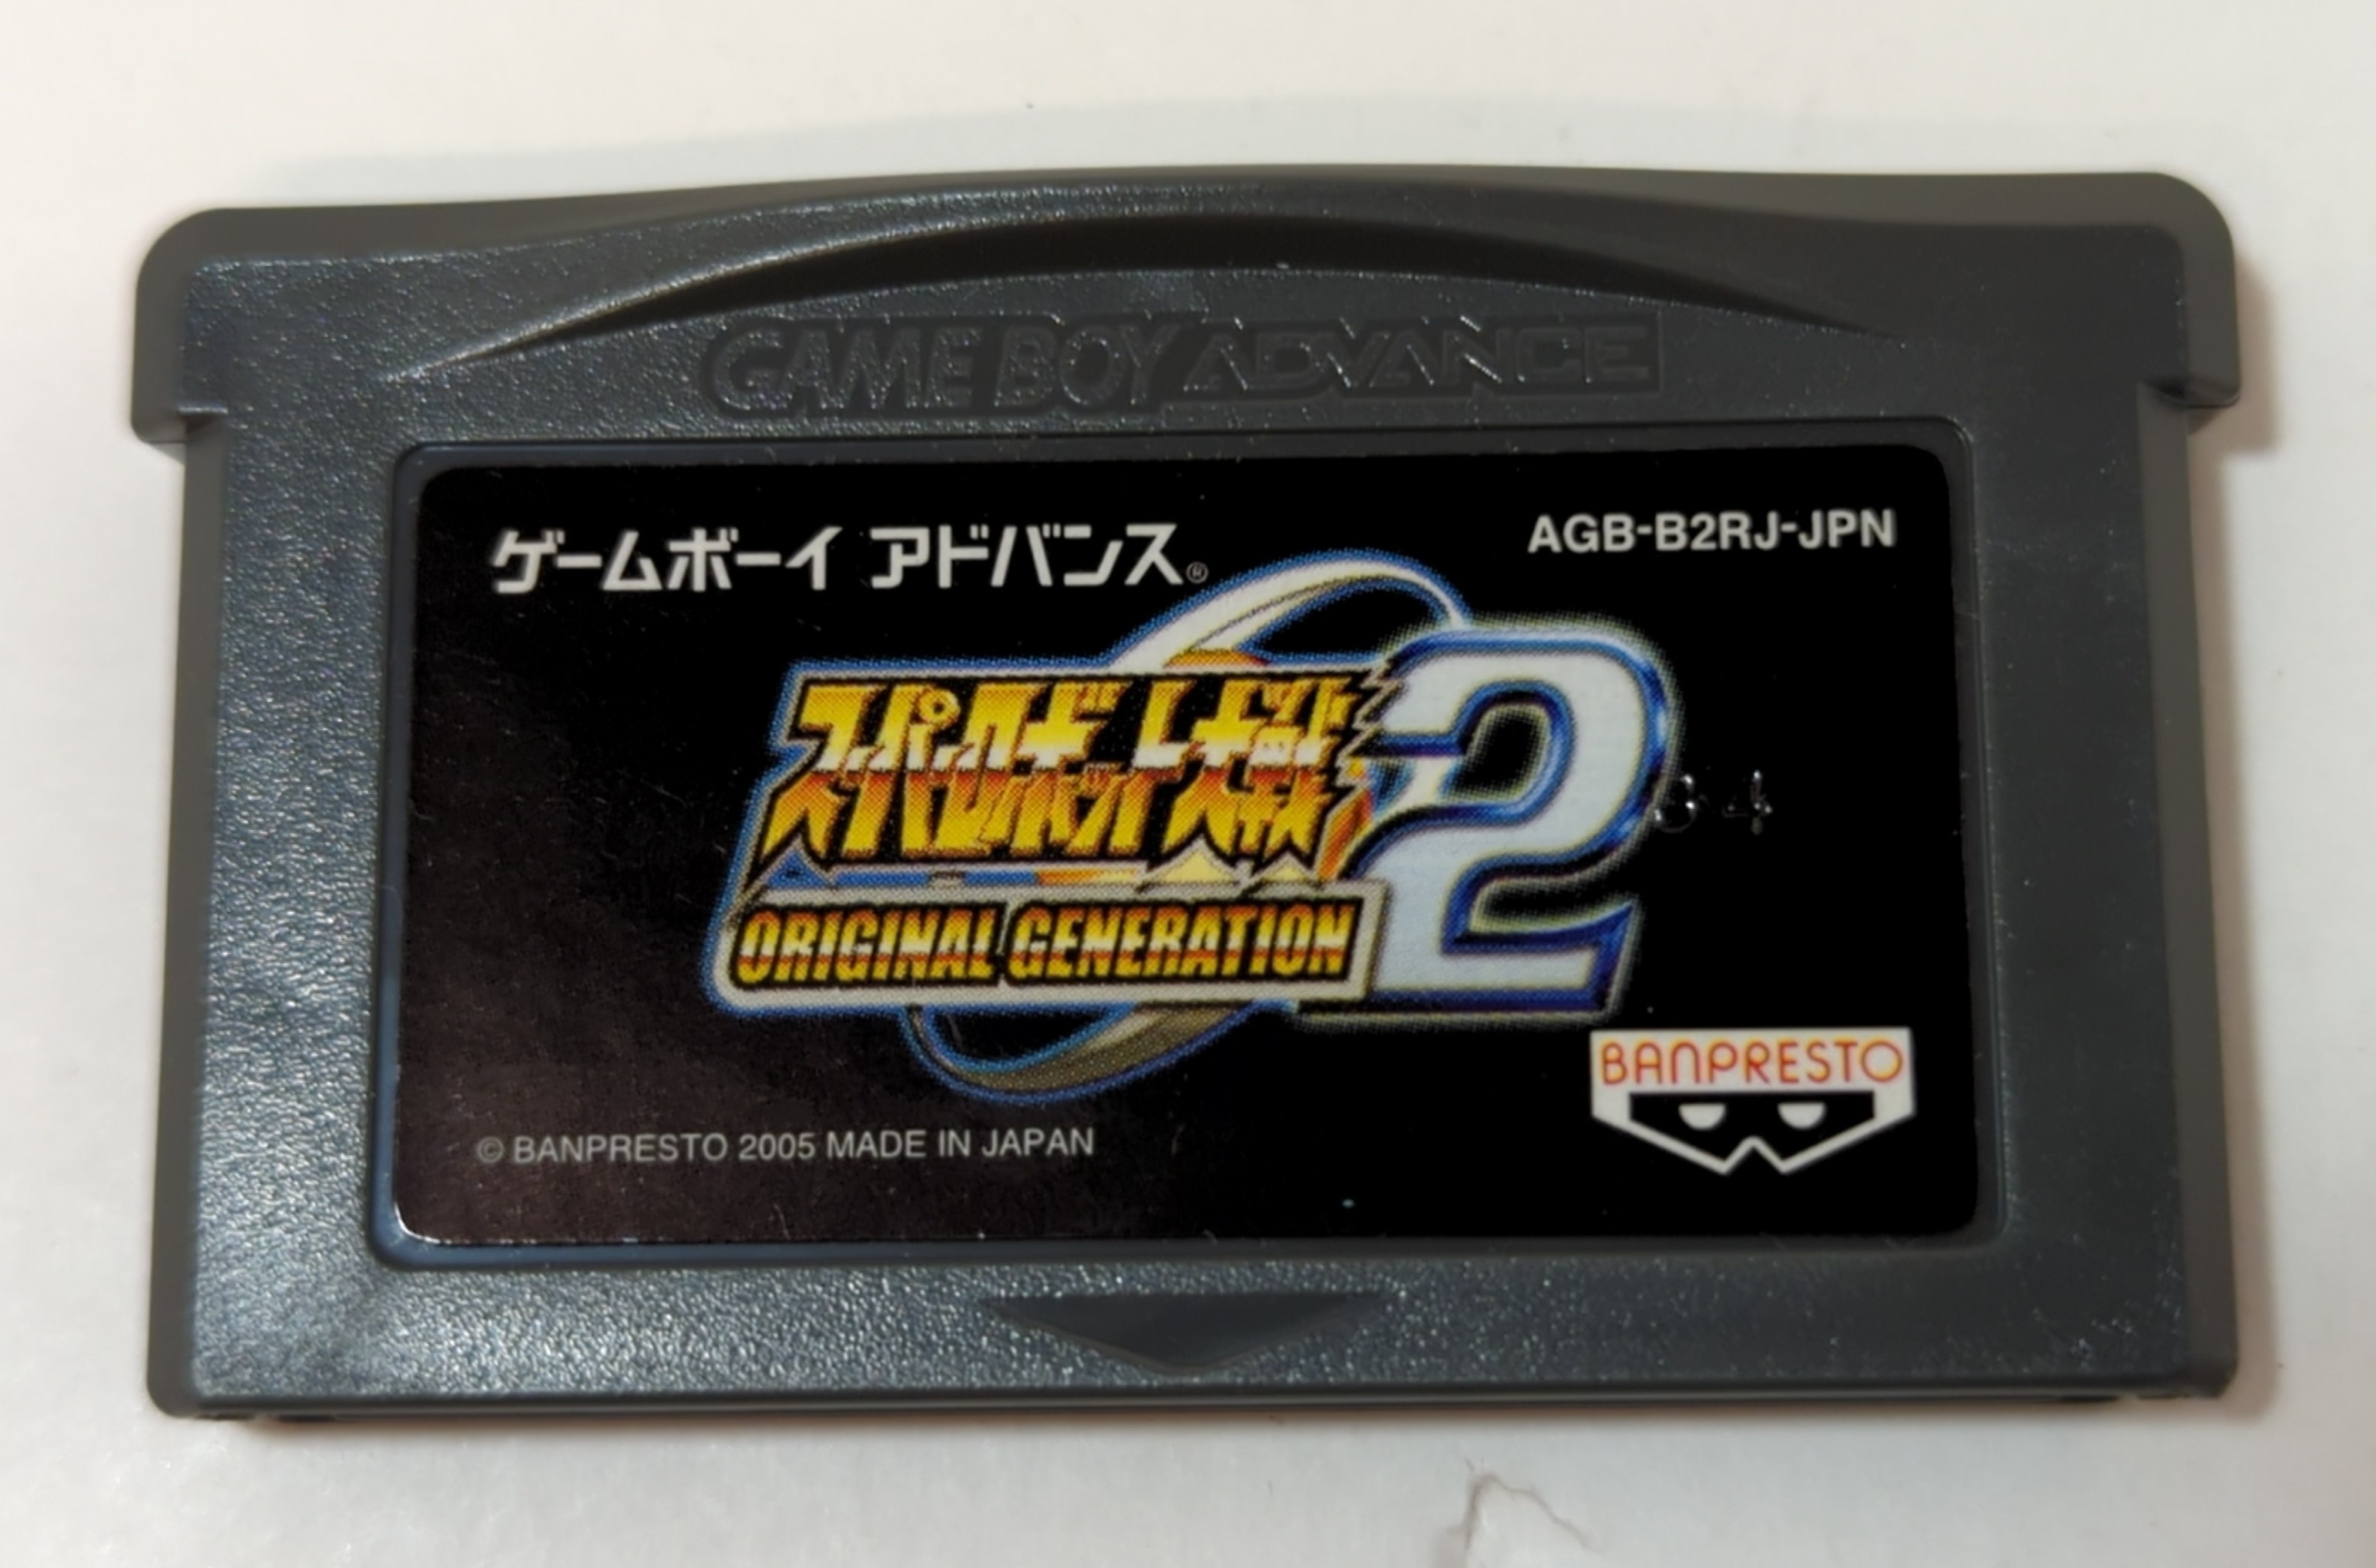 GAME BOY ADVANCE
ゲームボーイ アドバンス®
AGB-B2RJ-JPN
スーパーロボット大戦
2
ORIGINAL GENERATION
BANPRESTO
© BANPRESTO 2005 MADE IN JAPAN